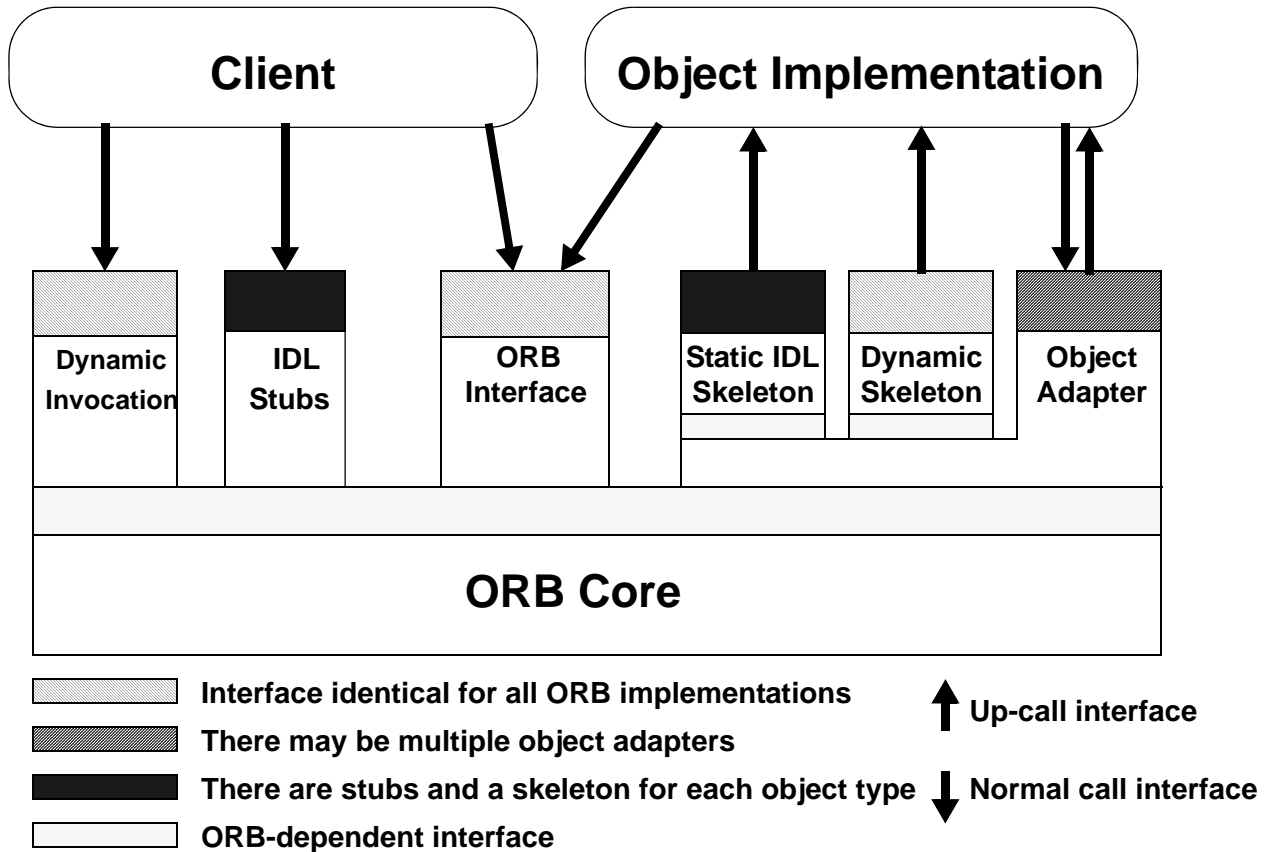 Client
Object Implementation
Dynamic
Invocation
IDL
Stubs
ORB
Interface
Static IDL
Skeleton
Dynamic
Skeleton
Object
Adapter
ORB Core
Interface identical for all ORB implementations
There may be multiple object adapters
There are stubs and a skeleton for each object type
ORB-dependent interface
Up-call interface
Normal call interface